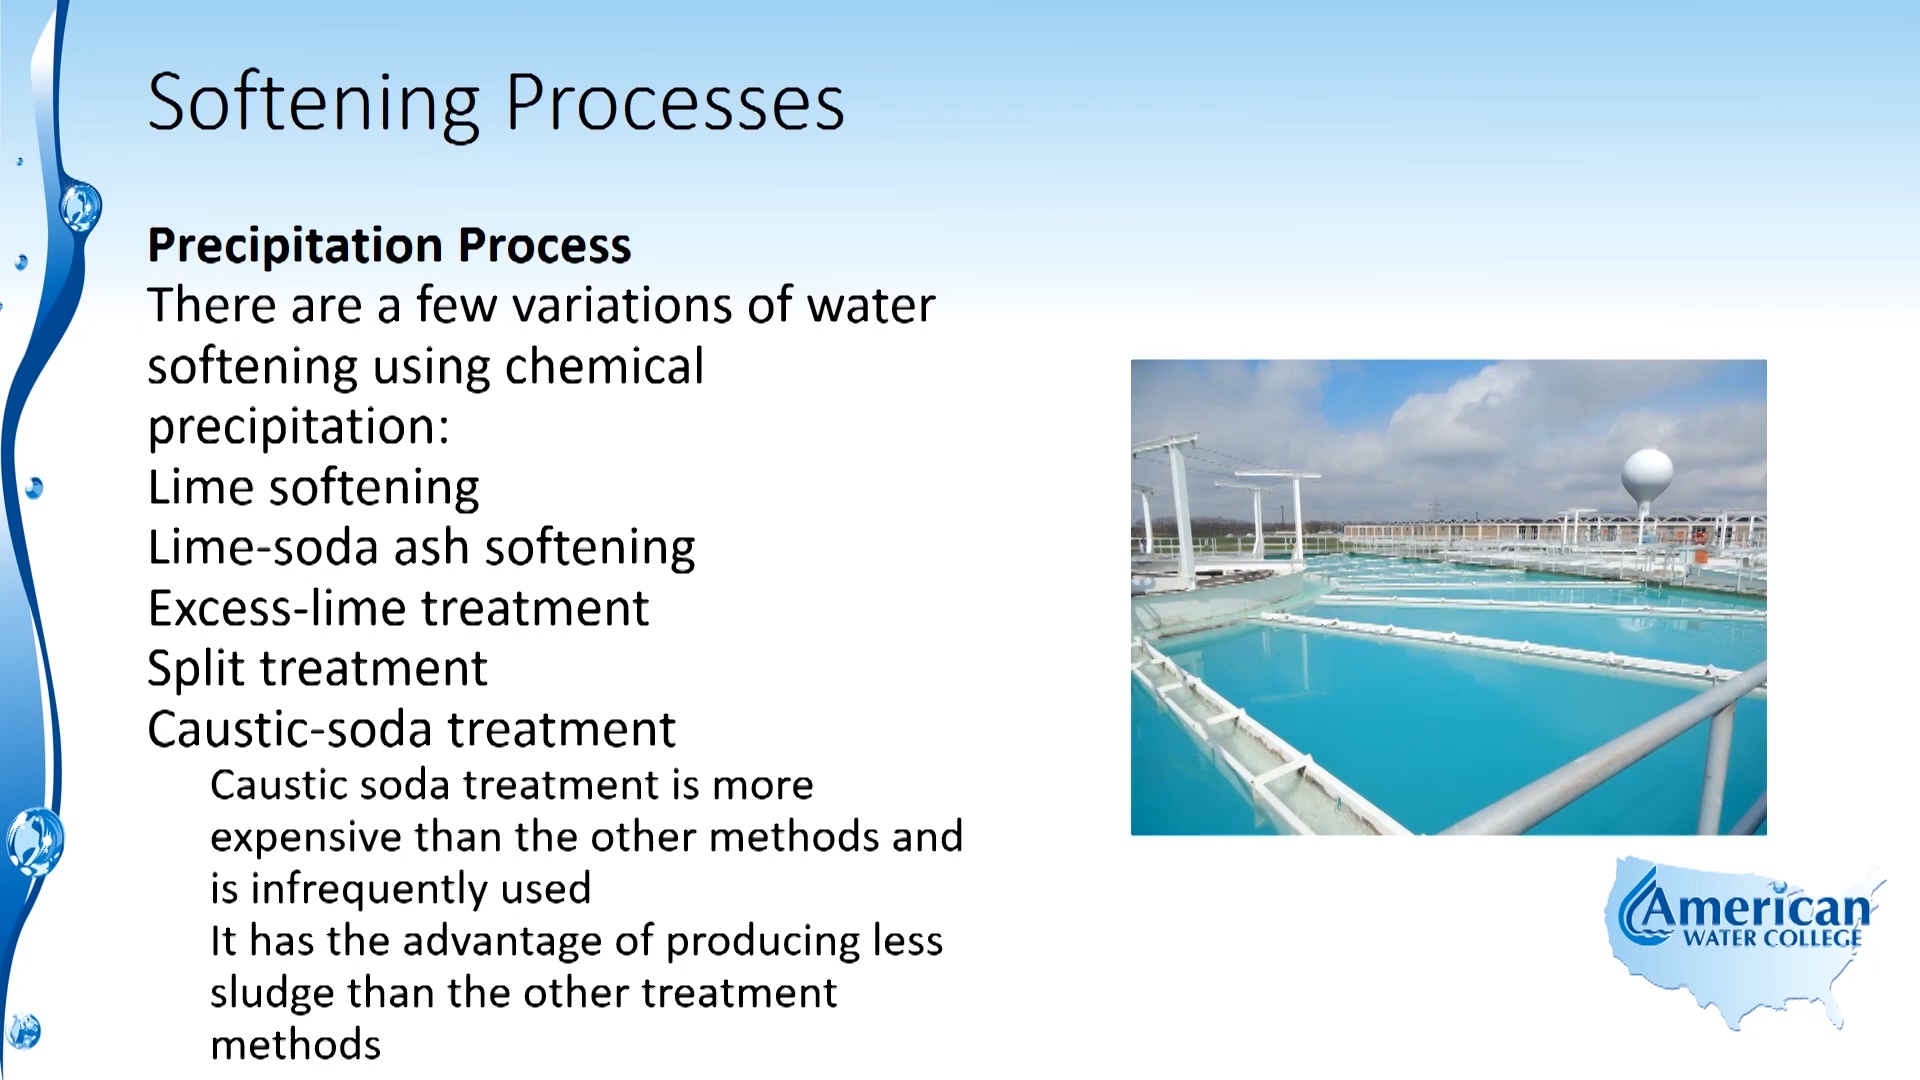 Softening Processes
Precipitation Process
There are a few variations of water
softening using chemical
precipitation:
Lime softening
Lime-soda ash softening
Excess-lime treatment
Split treatment
Caustic-soda treatment
Caustic soda treatment is more
expensive than the other methods and
is infrequently used
It has the advantage of producing less
sludge than the other treatment
methods
American
WATER COLLEGE